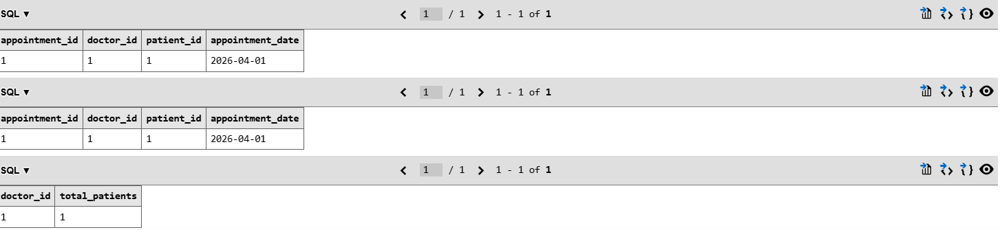 SQL ▼ 1 / 1 1 - 1 of 1
appointment_id doctor_id patient_id appointment_date
1 1 1 2026-04-01
SQL ▼ 1 / 1 1 - 1 of 1
appointment_id doctor_id patient_id appointment_date
1 1 1 2026-04-01
SQL ▼ 1 / 1 1 - 1 of 1
doctor_id total_patients
1 1